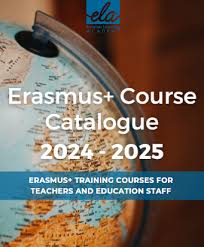 ela
Erasmus+ Course
Catalogue
2024 - 2025
ERASMUS+ TRAINING COURSES FOR
TEACHERS AND EDUCATION STAFF